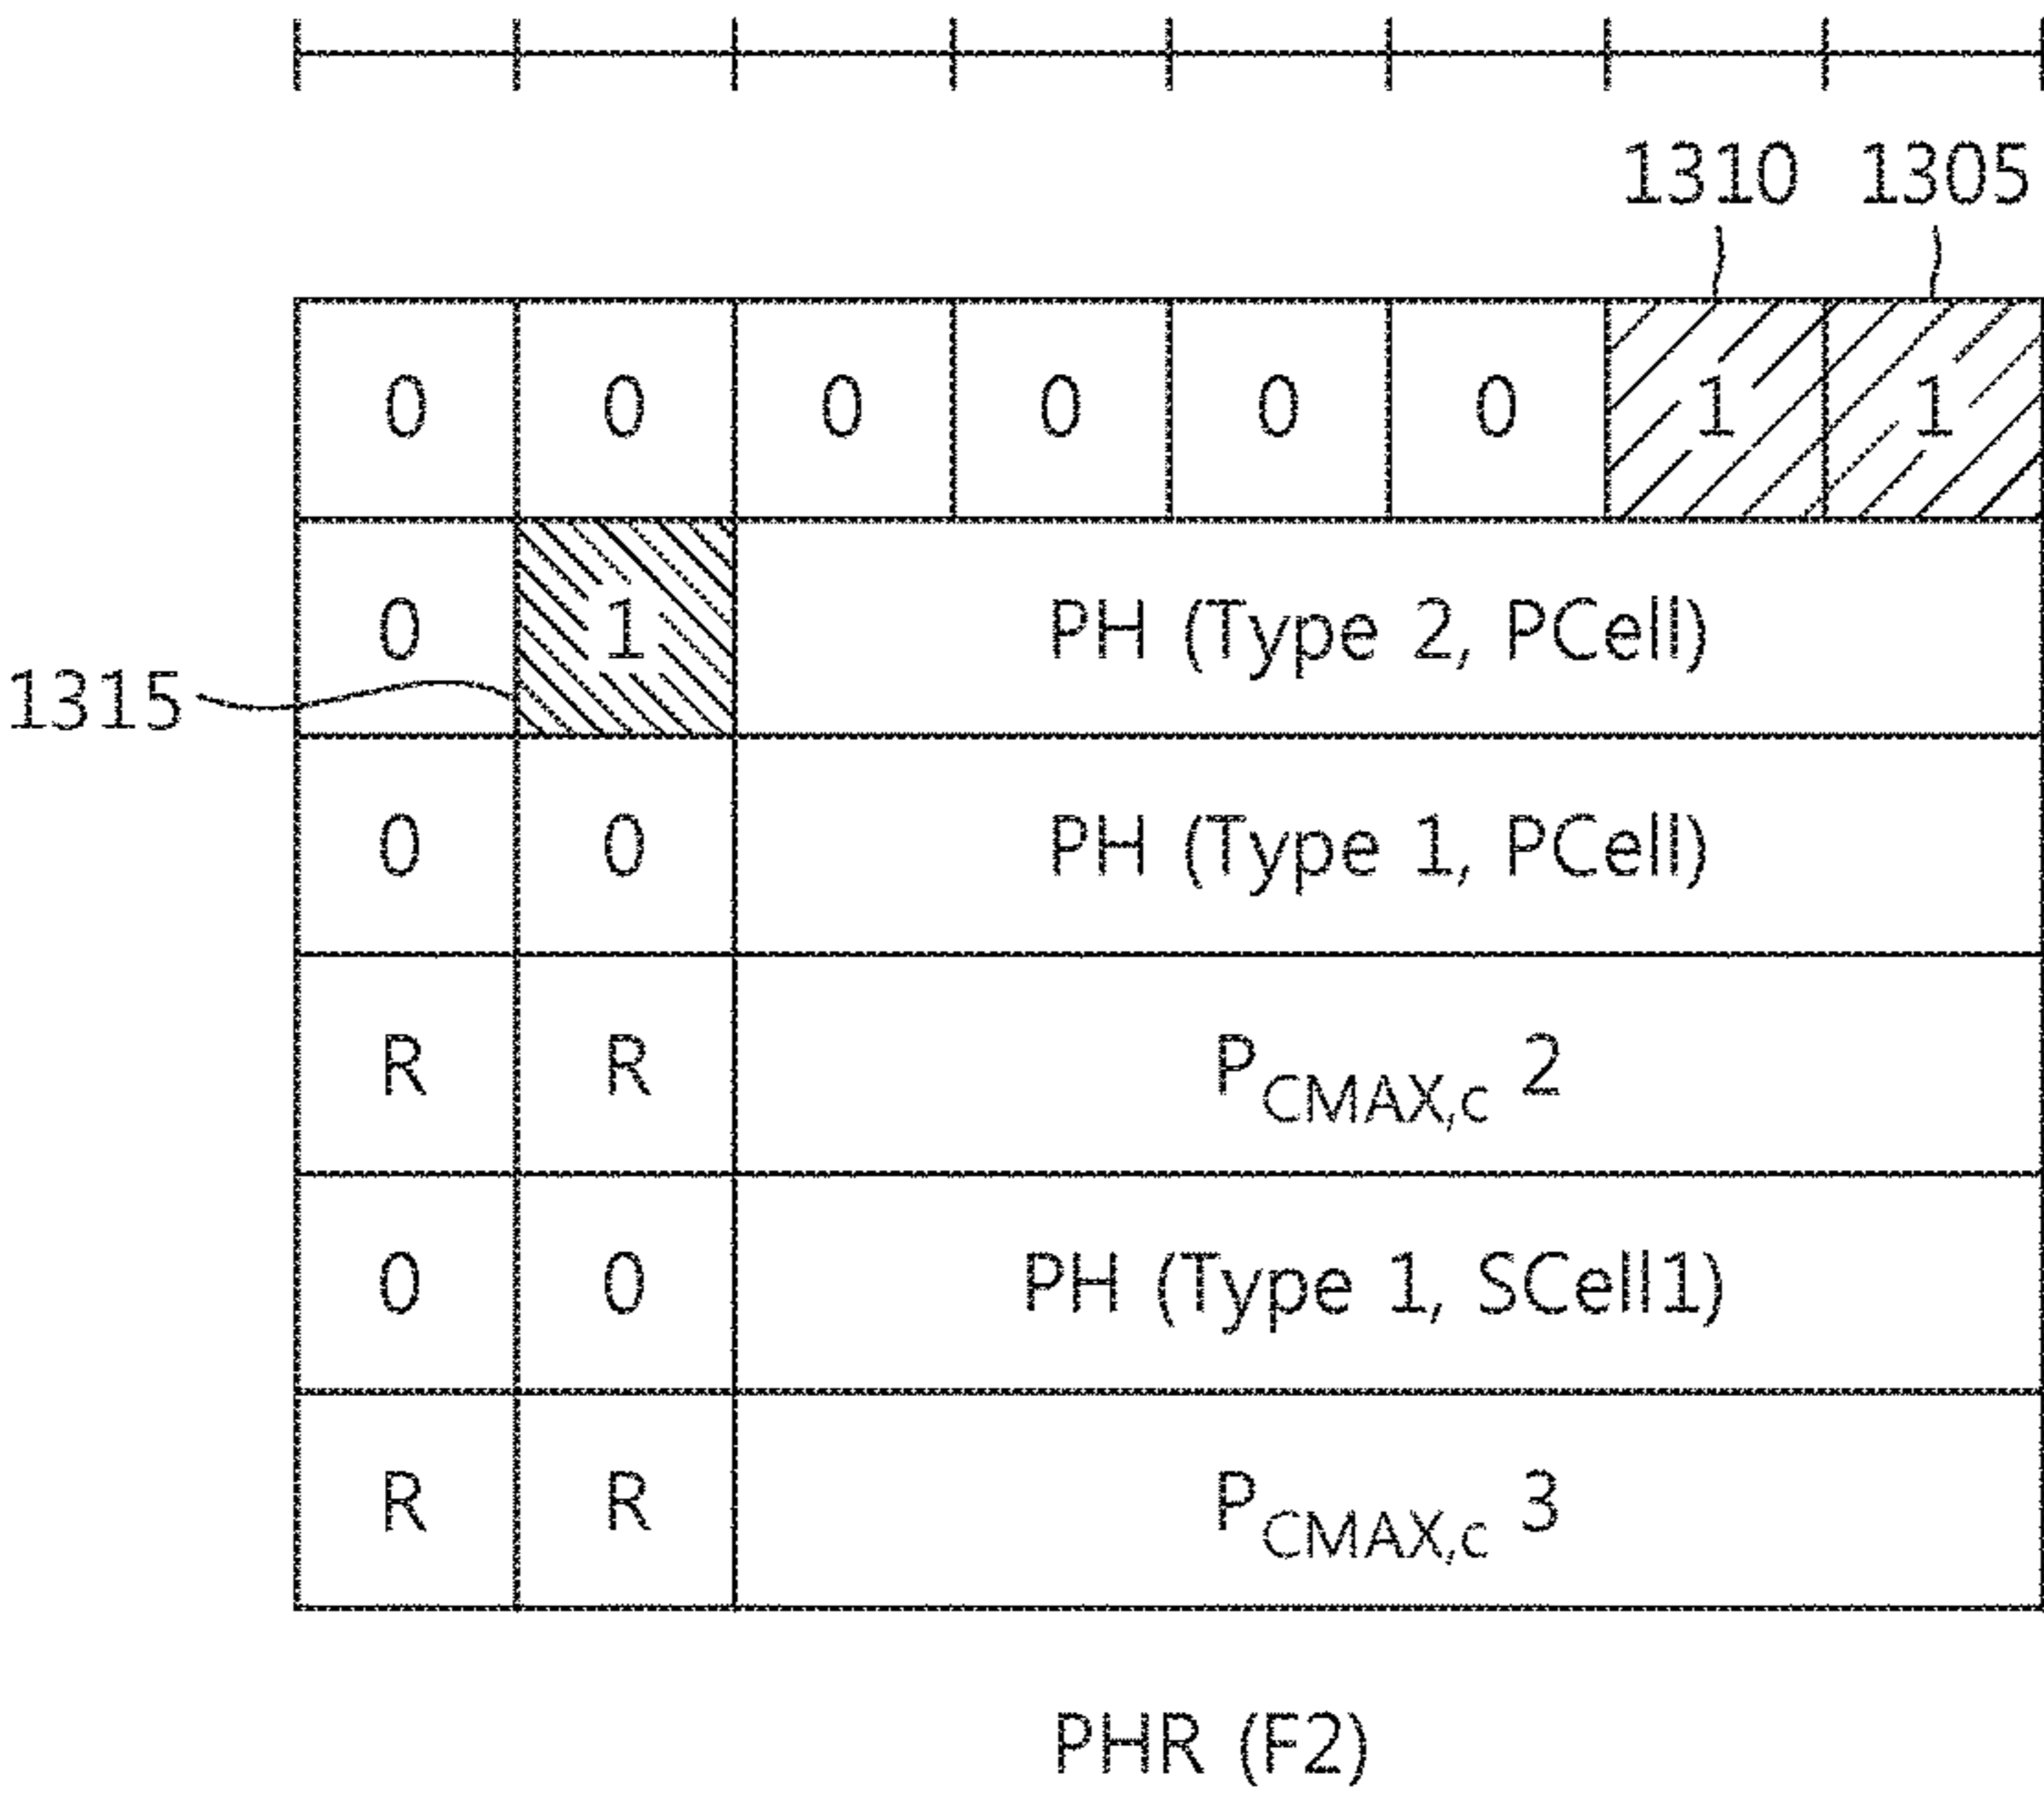 1310 1305
0 0 0 0 0 0 1 1
0 1 PH (Type 2, PCell)
1315
0 0 PH (Type 1, PCell)
R R PCMAX,c 2
0 0 PH (Type 1, SCell1)
R R PCMAX,c 3
PHR (F2)